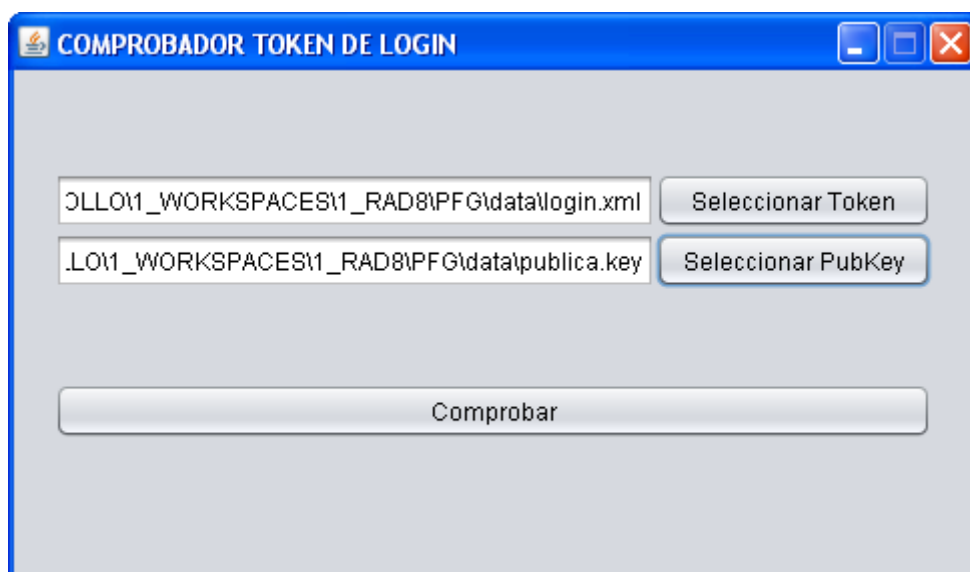 COMPROBADOR TOKEN DE LOGIN
OLLO\1_WORKSPACES\1_RAD8\PFG\data\login.xml Seleccionar Token
.LO\1_WORKSPACES\1_RAD8\PFG\data\publica.key Seleccionar PubKey
Comprobar